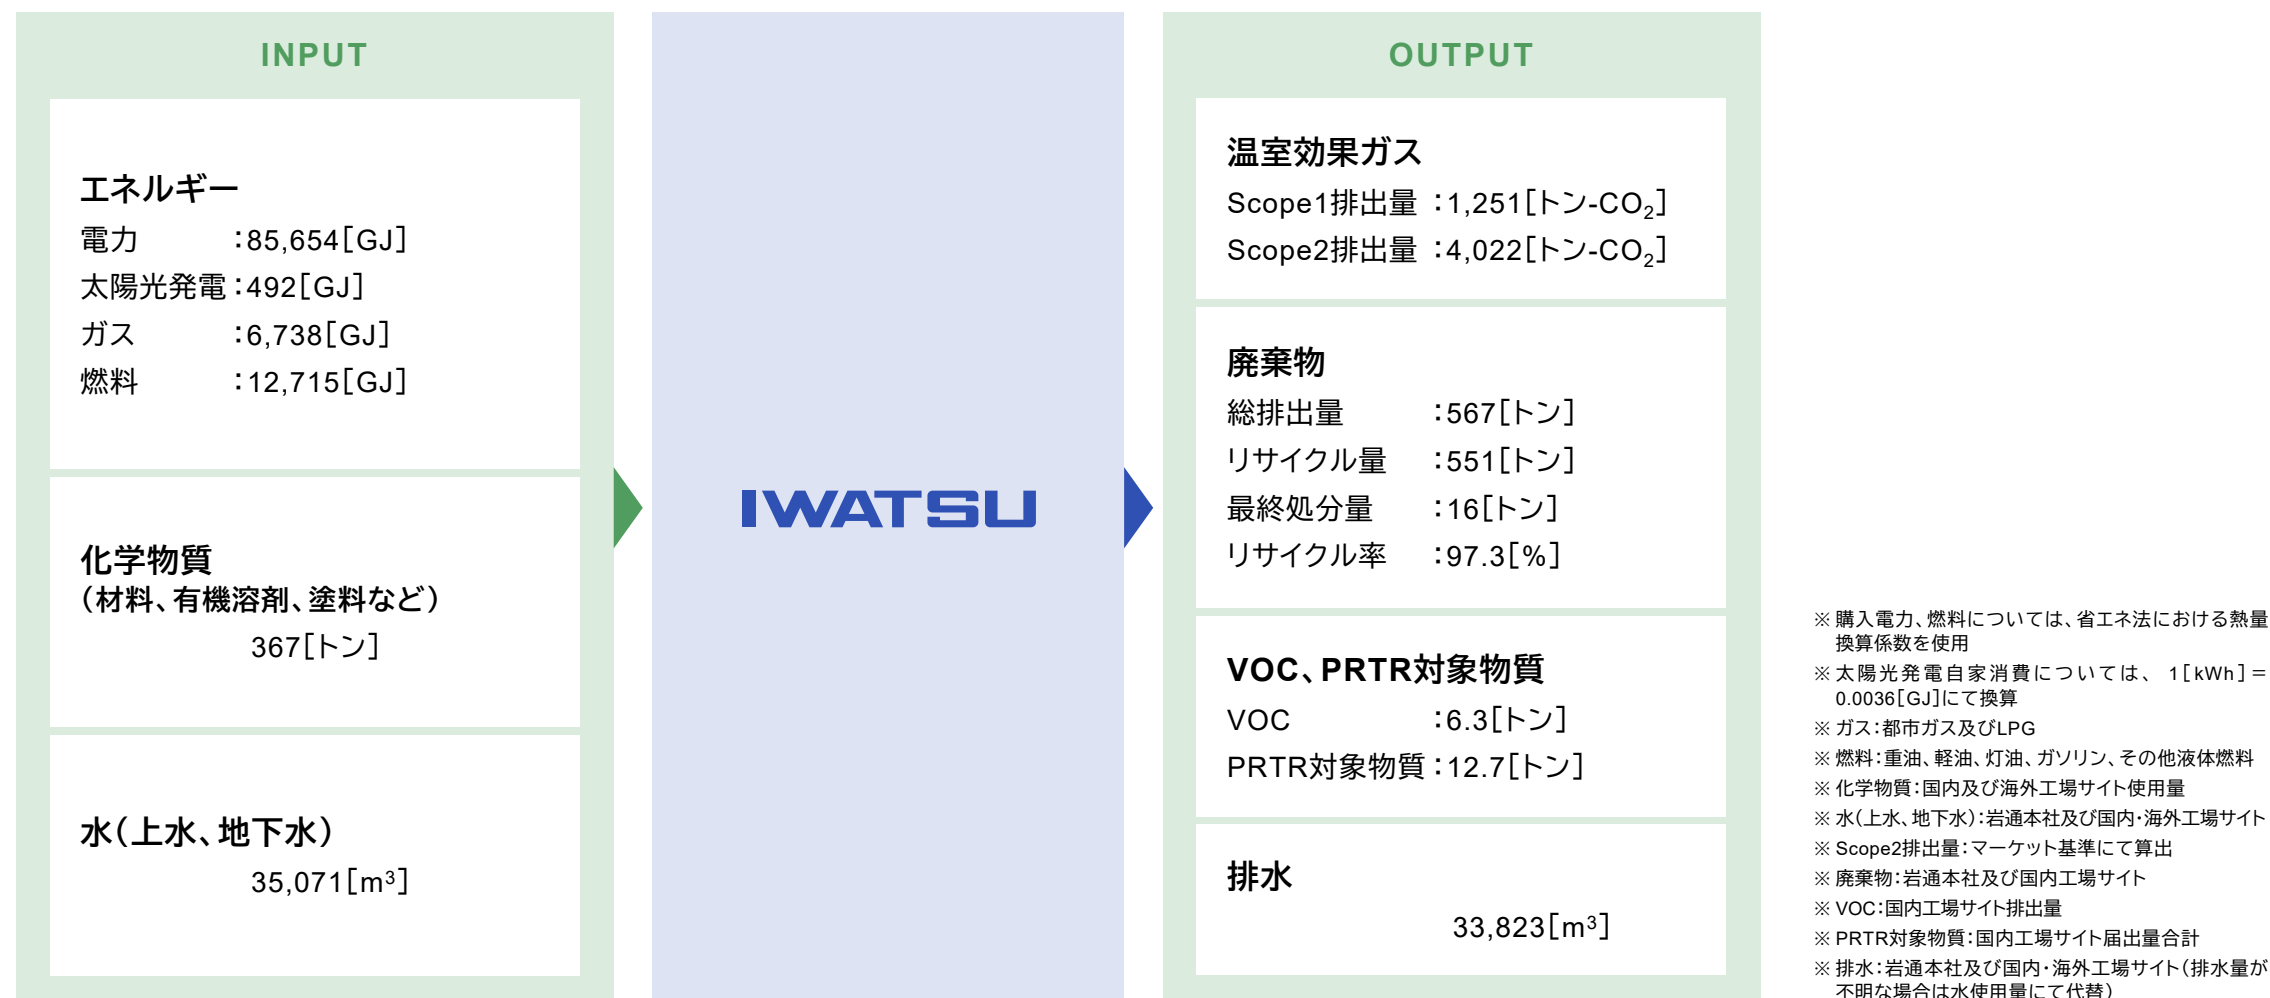 INPUT
エネルギー
電力：85,654［GJ］
太陽光発電：492［GJ］
ガス：6,738［GJ］
燃料：12,715［GJ］
化学物質
（材料、有機溶剤、塗料など）
367［トン］
水（上水、地下水）
35,071［m³］
IWATSU
OUTPUT
温室効果ガス
Scope1排出量：1,251［トン-CO₂］
Scope2排出量：4,022［トン-CO₂］
廃棄物
総排出量：567［トン］
リサイクル量：551［トン］
最終処分量：16［トン］
リサイクル率：97.3［%］
VOC、PRTR対象物質
VOC：6.3［トン］
PRTR対象物質：12.7［トン］
排水
33,823［m³］
※ 購入電力、燃料については、省エネ法における熱量
換算係数を使用
※ 太陽光発電自家消費については、 1［kWh］＝
0.0036［GJ］にて換算
※ ガス：都市ガス及びLPG
※ 燃料：重油、軽油、灯油、ガソリン、その他液体燃料
※ 化学物質：国内及び海外工場サイト使用量
※ 水（上水、地下水）：岩通本社及び国内・海外工場サイト
※ Scope2排出量：マーケット基準にて算出
※ 廃棄物：岩通本社及び国内工場サイト
※ VOC：国内工場サイト排出量
※ PRTR対象物質：国内工場サイト届出量合計
※ 排水：岩通本社及び国内・海外工場サイト（排水量が
不明な場合は水使用量にて代替）